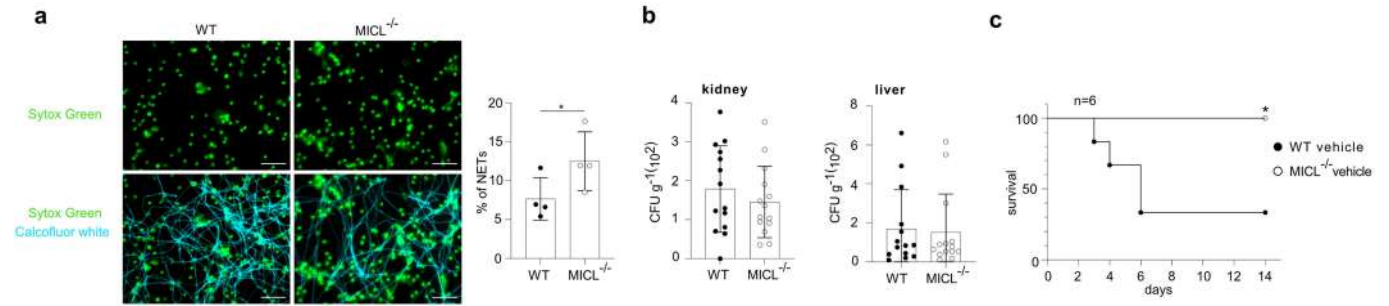 a
WT
MICL-/-
Sytox Green
Sytox Green
Calcofluor white
% of NETs
20
15
10
5
0
*
WT
MICL-/-
b
kidney
CFU g-1(10²)
4
3
2
1
0
WT
MICL-/-
liver
CFU g-1(10²)
8
6
4
2
0
WT
MICL-/-
c
n=6
*
survival
100
50
0
0 2 4 6 8 10 12 14
days
WT vehicle
MICL-/-vehicle